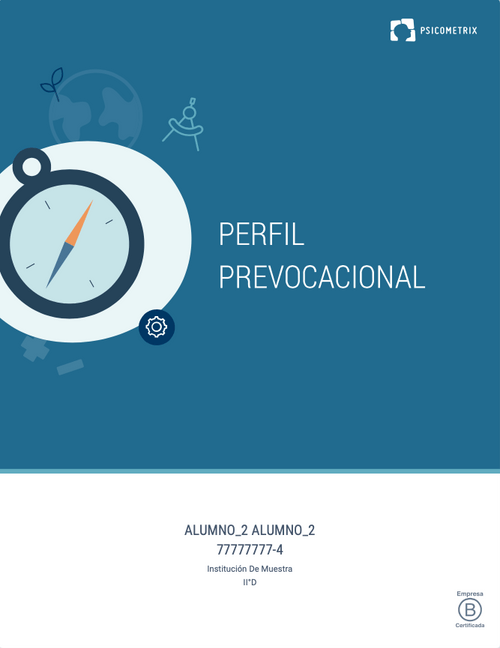 PSICOMETRIX
PERFIL
PREVOCACIONAL
ALUMNO_2 ALUMNO_2
77777777-4
Institución De Muestra
II°D
Empresa
B
Certificada